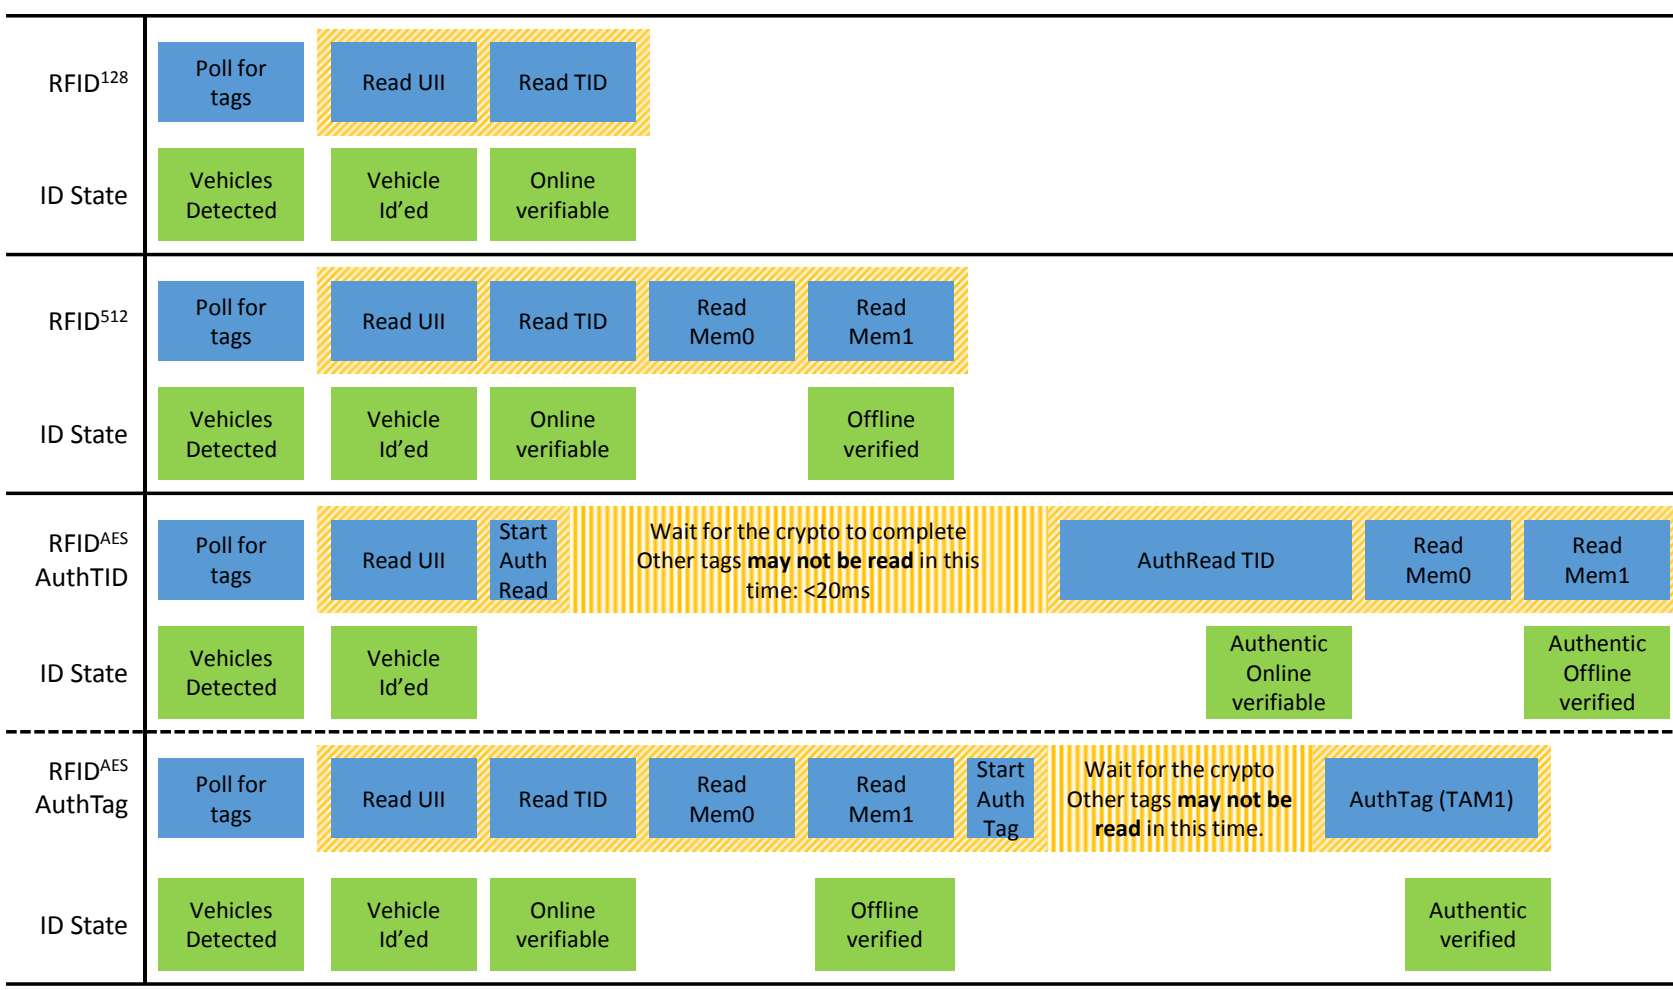 RFID128
Poll for
tags
Read UII
Read TID
ID State
Vehicles
Detected
Vehicle
Id’ed
Online
verifiable
RFID512
Poll for
tags
Read UII
Read TID
Read
Mem0
Read
Mem1
ID State
Vehicles
Detected
Vehicle
Id’ed
Online
verifiable
Offline
verified
RFIDAES
AuthTID
Poll for
tags
Read UII
Start
Auth
Read
Wait for the crypto to complete
Other tags may not be read in this
time: <20ms
AuthRead TID
Read
Mem0
Read
Mem1
ID State
Vehicles
Detected
Vehicle
Id’ed
Authentic
Online
verifiable
Authentic
Offline
verified
RFIDAES
AuthTag
Poll for
tags
Read UII
Read TID
Read
Mem0
Read
Mem1
Start
Auth
Tag
Wait for the crypto
Other tags may not be
read in this time.
AuthTag (TAM1)
ID State
Vehicles
Detected
Vehicle
Id’ed
Online
verifiable
Offline
verified
Authentic
verified